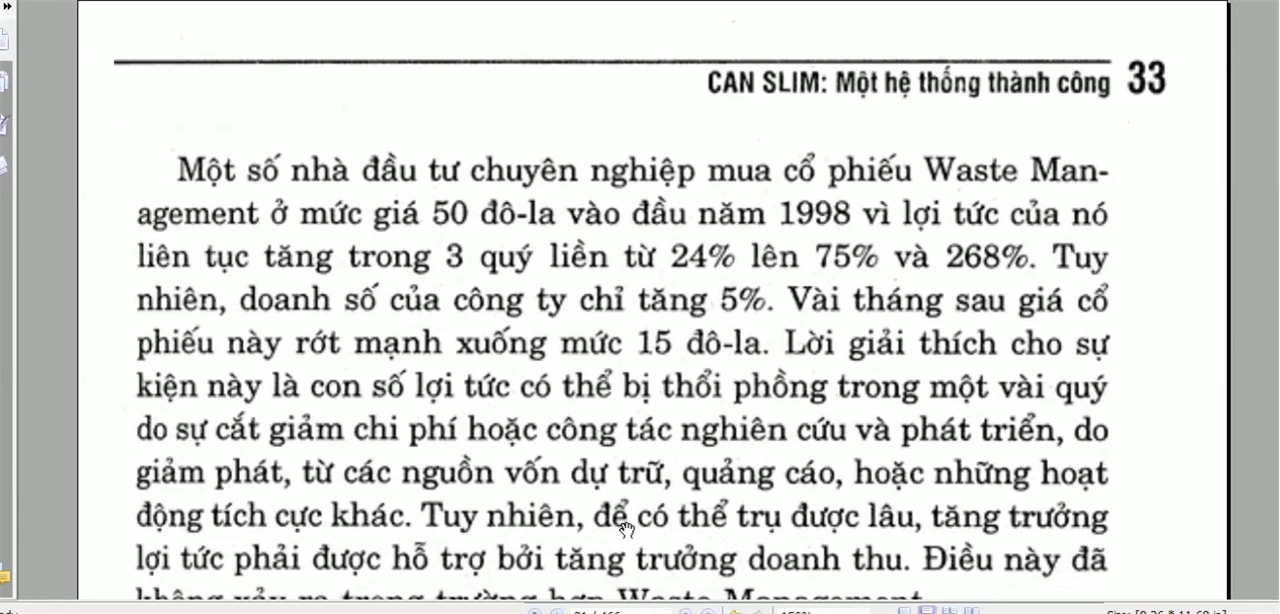 CAN SLIM: Một hệ thống thành công 33
Một số nhà đầu tư chuyên nghiệp mua cổ phiếu Waste Man-
agement ở mức giá 50 đô-la vào đầu năm 1998 vì lợi tức của nó
liên tục tăng trong 3 quý liền từ 24% lên 75% và 268%. Tuy
nhiên, doanh số của công ty chỉ tăng 5%. Vài tháng sau giá cổ
phiếu này rớt mạnh xuống mức 15 đô-la. Lời giải thích cho sự
kiện này là con số lợi tức có thể bị thổi phồng trong một vài quý
do sự cắt giảm chi phí hoặc công tác nghiên cứu và phát triển, do
giảm phát, từ các nguồn vốn dự trữ, quảng cáo, hoặc những hoạt
động tích cực khác. Tuy nhiên, để có thể trụ được lâu, tăng trưởng
lợi tức phải được hỗ trợ bởi tăng trưởng doanh thu. Điều này đã